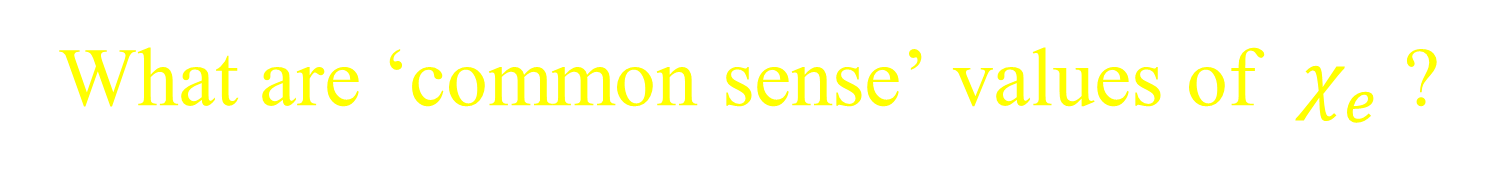 What are ‘common sense’ values of χₑ ?